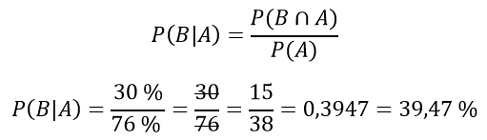 P(B|A) = P(B ∩ A) / P(A)
P(B|A) = 30 % / 76 % = 30 / 76 = 15 / 38 = 0,3947 = 39,47 %